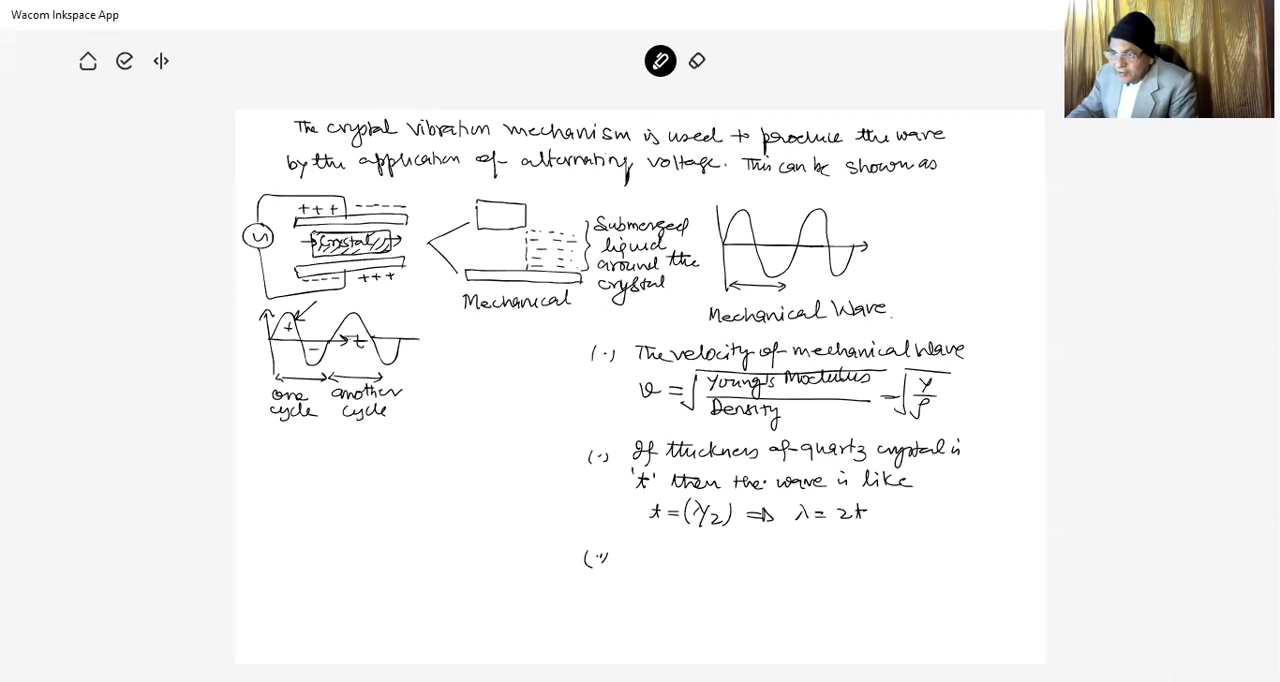 Wacom Inkspace App
The crystal vibration mechanism is used to produce the wave
by the application of alternating voltage. This can be shown as
+++ -----
Crystal
---- +++
Submerged
liquid
around the
crystal
Mechanical
Mechanical Wave.
+ - t
one another
cycle cycle
(·) The velocity of mechanical wave
v = √Young's Modulus/Density = √Y/ρ
(·) If thickness of quartz crystal is
't' then the wave is like
t = (λ/2) ⇒ λ = 2t
(··)